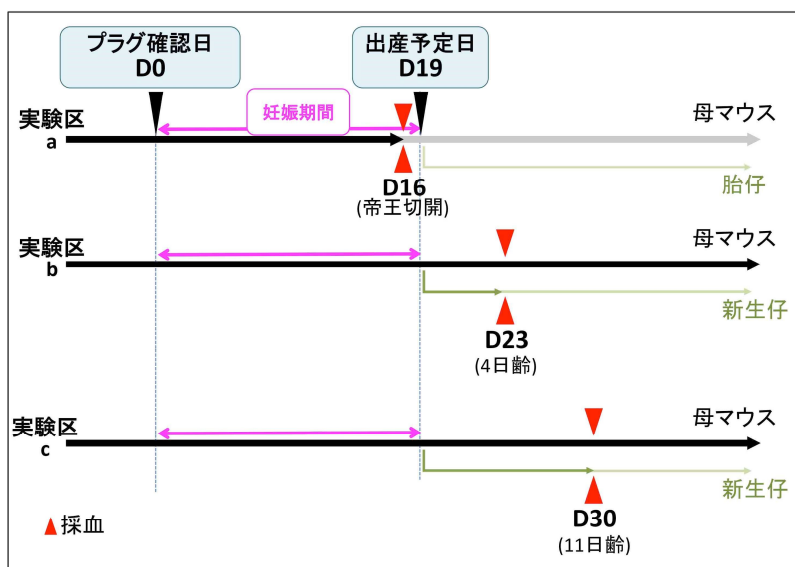 プラグ確認日
D0
出産予定日
D19
妊娠期間
実験区
a
母マウス
胎仔
D16
(帝王切開)
実験区
b
母マウス
新生仔
D23
(4日齢)
実験区
c
母マウス
新生仔
D30
(11日齢)
採血